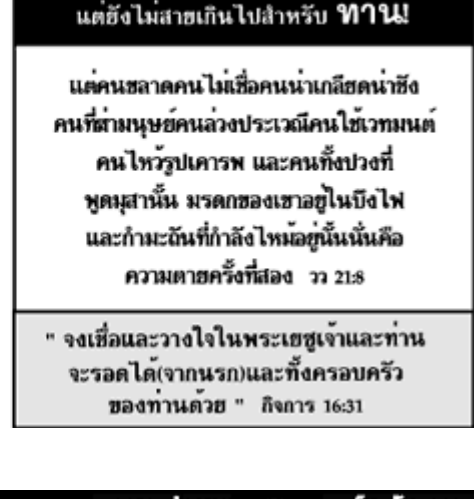 แต่ยังไม่สายเกินไปสำหรับ ท่าน!
แต่คนขลาดคนไม่เชื่อคนน่าเกลียดน่าชัง
คนที่ฆ่ามนุษย์คนล่วงประเวณีคนใช้เวทมนต์
คนไหว้รูปเคารพ และคนทั้งปวงที่
พูดมุสานั้น มรดกของเขาอยู่ในบึงไฟ
และกำมะถันที่กำลังไหม้อยู่นั้นนั่นคือ
ความตายครั้งที่สอง วว 21:8
" จงเชื่อและวางใจในพระเยซูเจ้าและท่าน
จะรอดได้(จากนรก)และทั้งครอบครัว
ของท่านด้วย " กิจการ 16:31